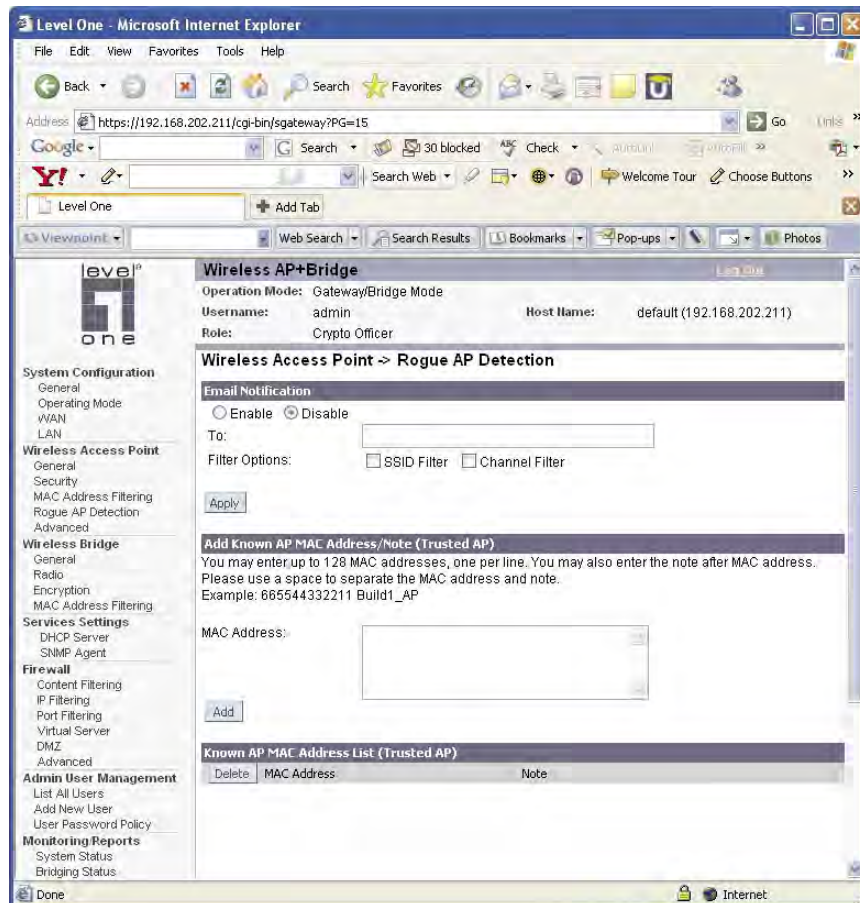 Level One - Microsoft Internet Explorer
File Edit View Favorites Tools Help
Back Search Favorites
Address https://192.168.202.211/cgi-bin/sgateway?PG=15 Go Links »
Google Search 30 blocked ABC Check AutoLink AutoFill »
Y! Search Web Welcome Tour Choose Buttons »
Level One Add Tab
Viewpoint Web Search Search Results Bookmarks Pop-ups Photos
level one
Wireless AP+Bridge Log Out
Operation Mode: Gateway/Bridge Mode
Username: admin Host Name: default (192.168.202.211)
Role: Crypto Officer
System Configuration
General
Operating Mode
WAN
LAN
Wireless Access Point
General
Security
MAC Address Filtering
Rogue AP Detection
Advanced
Wireless Bridge
General
Radio
Encryption
MAC Address Filtering
Services Settings
DHCP Server
SNMP Agent
Firewall
Content Filtering
IP Filtering
Port Filtering
Virtual Server
DMZ
Advanced
Admin User Management
List All Users
Add New User
User Password Policy
Monitoring/Reports
System Status
Bridging Status
Wireless Access Point -> Rogue AP Detection
Email Notification
Enable Disable
To:
Filter Options: SSID Filter Channel Filter
Apply
Add Known AP MAC Address/Note (Trusted AP)
You may enter up to 128 MAC addresses, one per line. You may also enter the note after MAC address.
Please use a space to separate the MAC address and note.
Example: 665544332211 Build1_AP
MAC Address:
Add
Known AP MAC Address List (Trusted AP)
Delete MAC Address Note
Done Internet